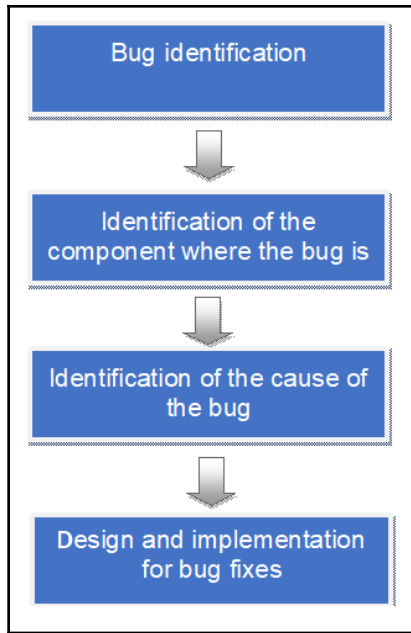 Bug identification
Identification of the
component where the bug is
Identification of the cause of
the bug
Design and implementation
for bug fixes